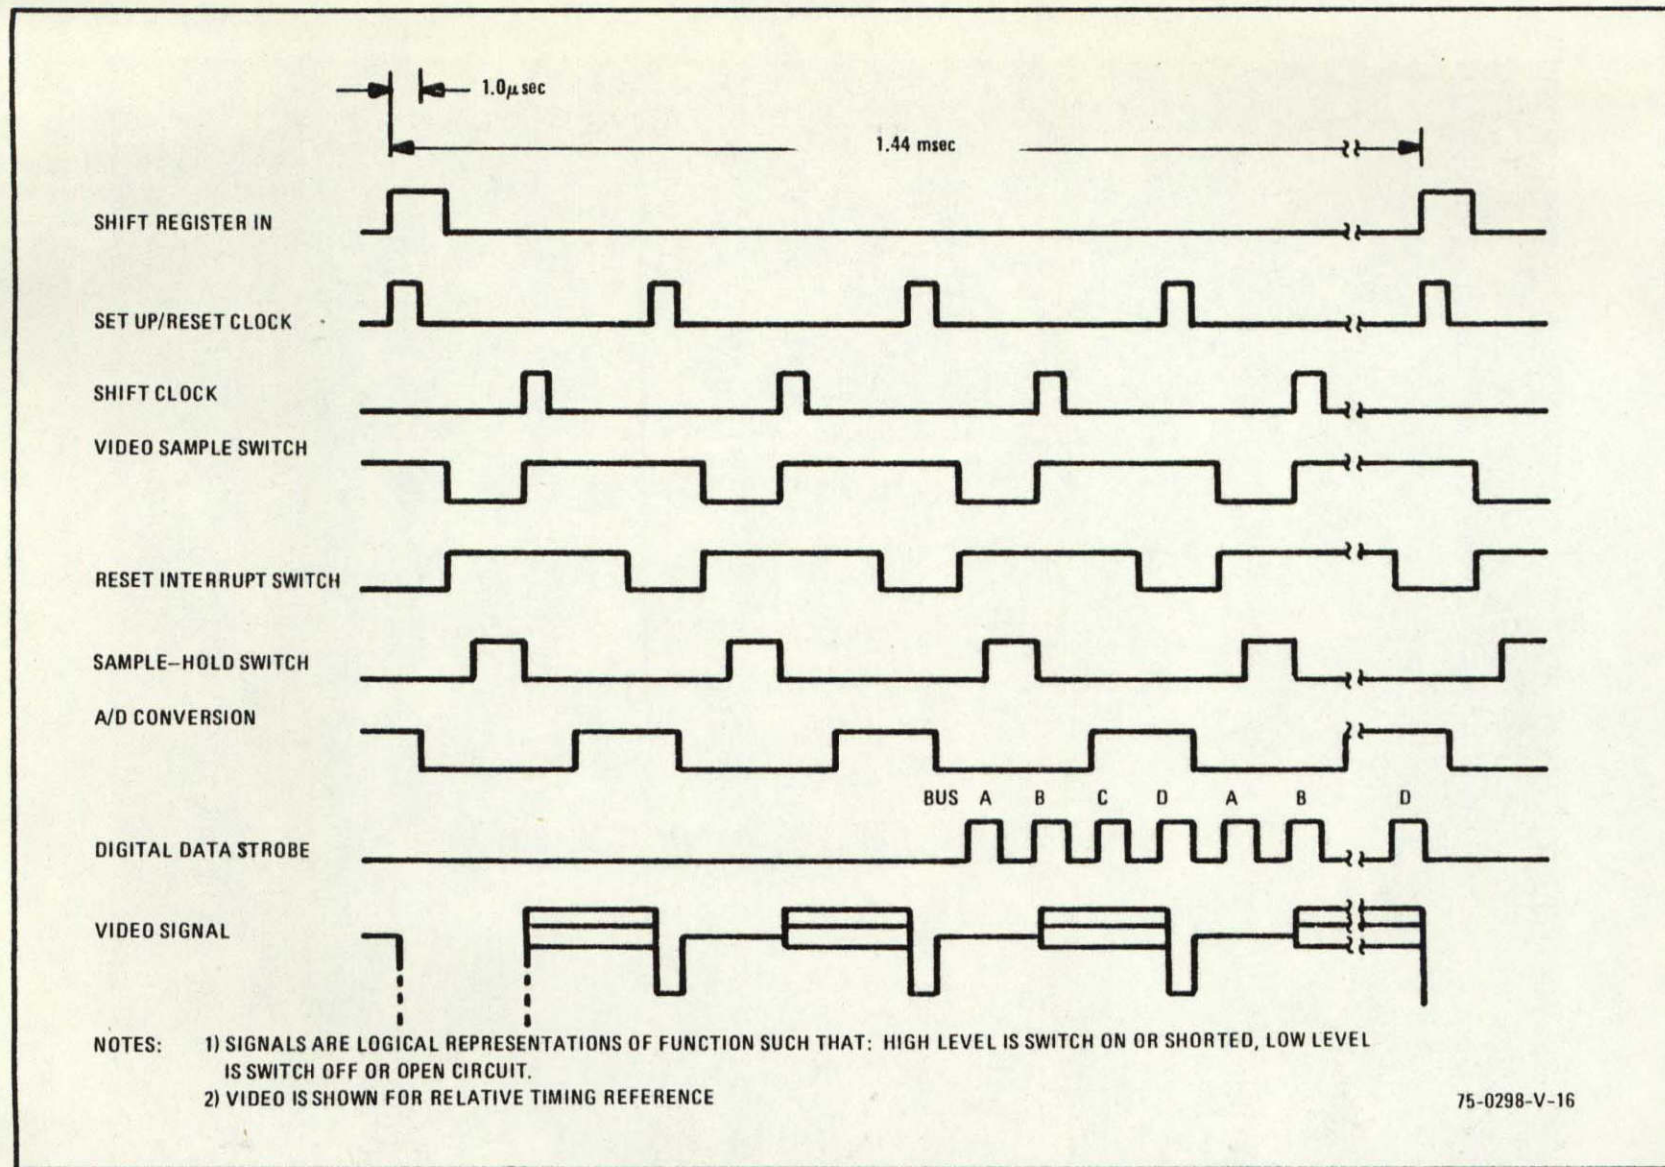 1.0μ sec
1.44 msec
SHIFT REGISTER IN
SET UP/RESET CLOCK
SHIFT CLOCK
VIDEO SAMPLE SWITCH
RESET INTERRUPT SWITCH
SAMPLE-HOLD SWITCH
A/D CONVERSION
BUS A B C D A B D
DIGITAL DATA STROBE
VIDEO SIGNAL
NOTES: 1) SIGNALS ARE LOGICAL REPRESENTATIONS OF FUNCTION SUCH THAT: HIGH LEVEL IS SWITCH ON OR SHORTED, LOW LEVEL
IS SWITCH OFF OR OPEN CIRCUIT.
2) VIDEO IS SHOWN FOR RELATIVE TIMING REFERENCE
75-0298-V-16